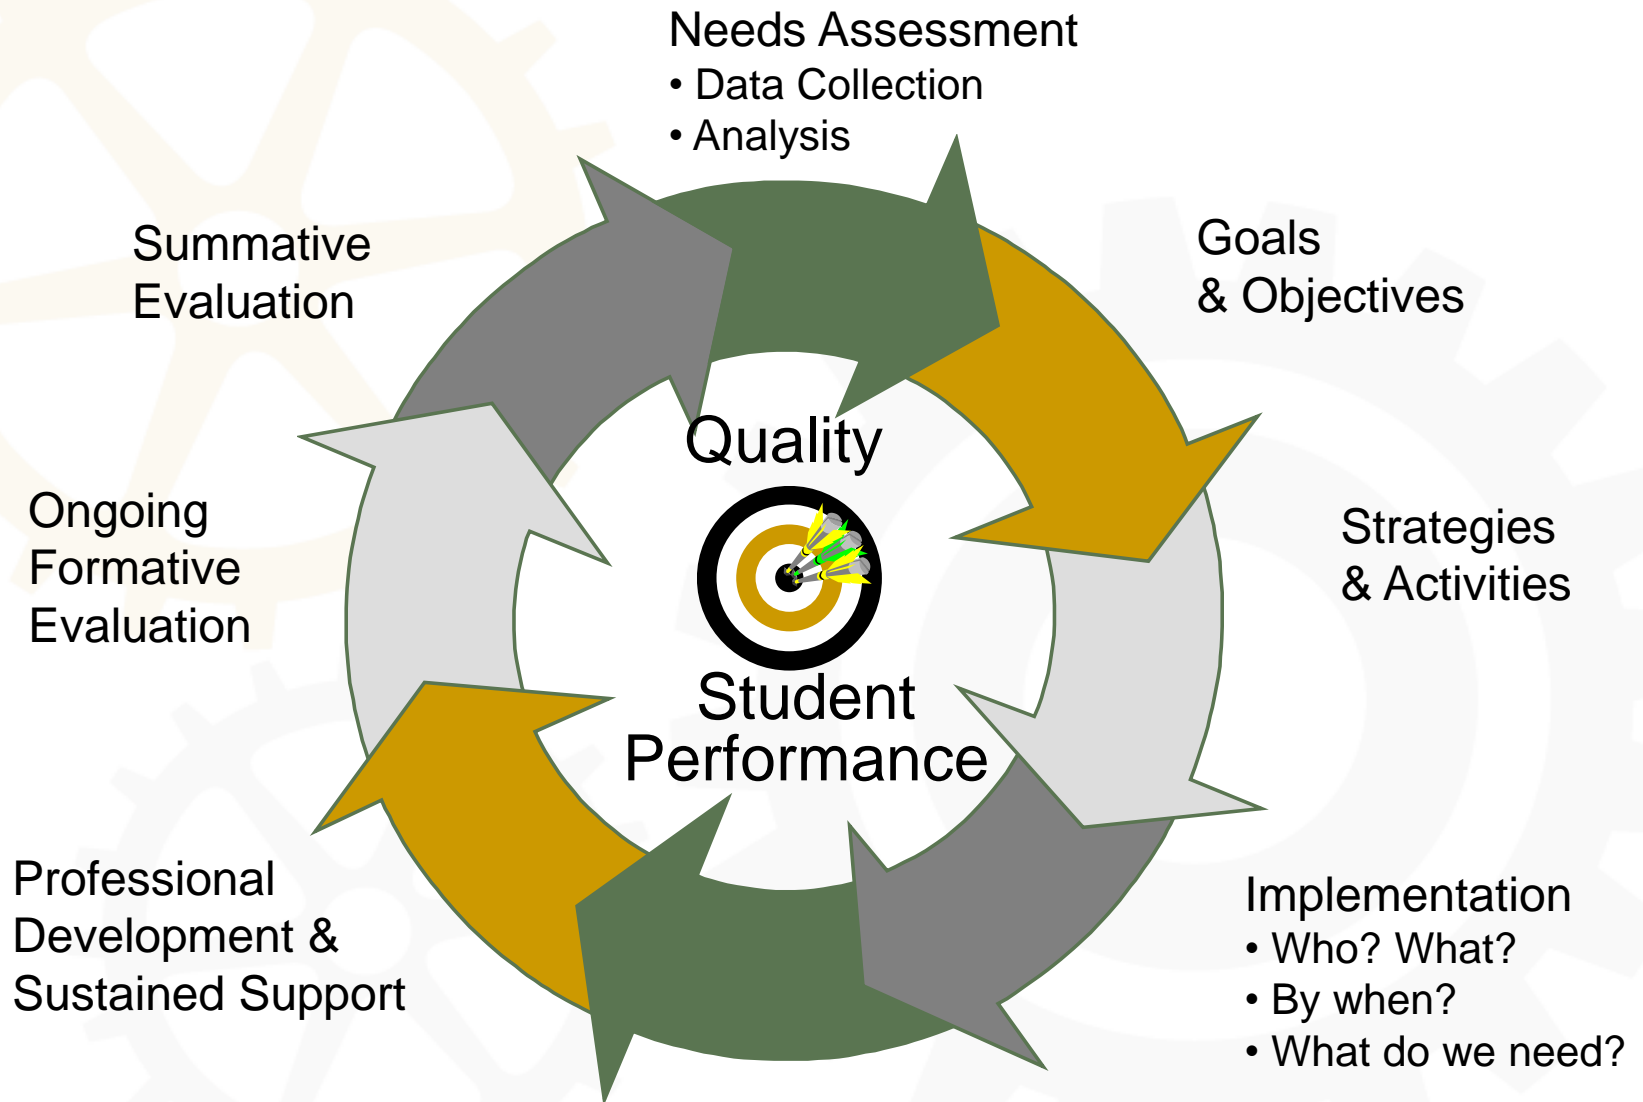 Needs Assessment
• Data Collection
• Analysis
Goals
& Objectives
Strategies
& Activities
Implementation
• Who? What?
• By when?
• What do we need?
Professional
Development &
Sustained Support
Ongoing
Formative
Evaluation
Summative
Evaluation
Quality
Student
Performance